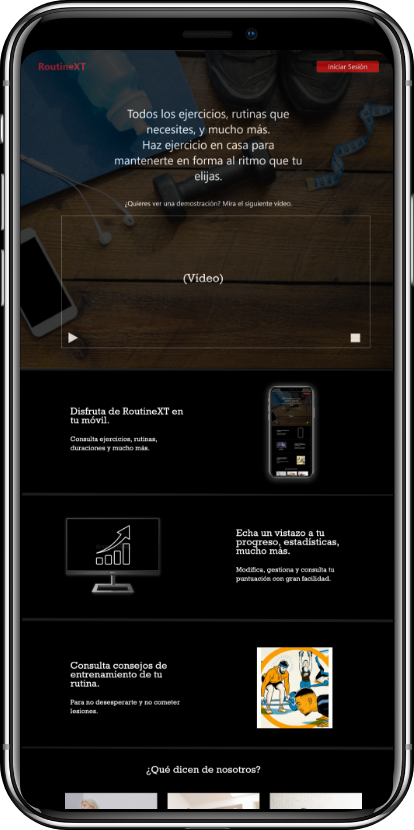 RoutineXT
Iniciar Sesión
Todos los ejercicios, rutinas que
necesites, y mucho más.
Haz ejercicio en casa para
mantenerte en forma al ritmo que tu
elijas.
¿Quieres ver una demostración? Mira el siguiente vídeo.
(Vídeo)
Disfruta de RoutineXT en
tu móvil.
Consulta ejercicios, rutinas,
duraciones y mucho más.
Echa un vistazo a tu
progreso, estadísticas,
mucho más.
Modifica, gestiona y consulta tu
puntuación con gran facilidad.
Consulta consejos de
entrenamiento de tu
rutina.
Para no desesperarte y no cometer
lesiones.
¿Qué dicen de nosotros?